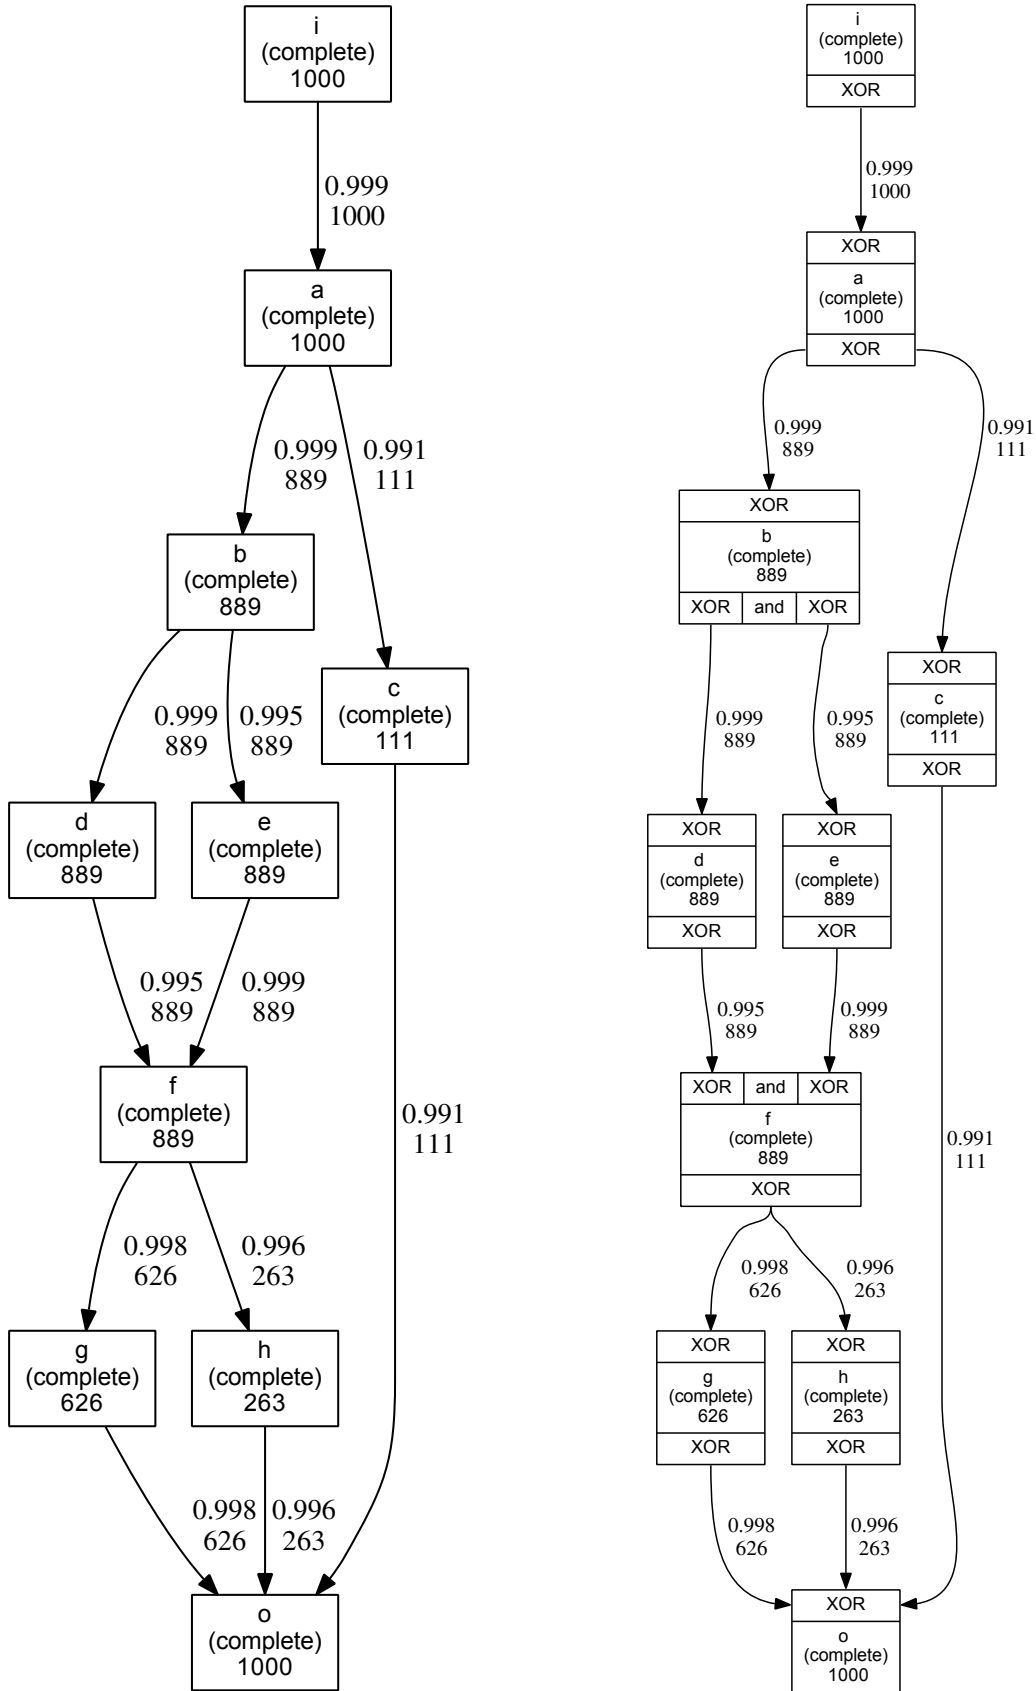 i
(complete)
1000
0.999
1000
a
(complete)
1000
0.999
889
0.991
111
b
(complete)
889
c
(complete)
111
0.999
889
0.995
889
d
(complete)
889
e
(complete)
889
0.995
889
0.999
889
f
(complete)
889
0.991
111
0.998
626
0.996
263
g
(complete)
626
h
(complete)
263
0.998
626
0.996
263
o
(complete)
1000
i
(complete)
1000
XOR
0.999
1000
XOR
a
(complete)
1000
XOR
0.999
889
0.991
111
XOR
b
(complete)
889
XOR and XOR
XOR
c
(complete)
111
XOR
0.999
889
0.995
889
XOR
d
(complete)
889
XOR
XOR
e
(complete)
889
XOR
0.995
889
0.999
889
XOR and XOR
f
(complete)
889
XOR
0.991
111
0.998
626
0.996
263
XOR
g
(complete)
626
XOR
XOR
h
(complete)
263
XOR
0.998
626
0.996
263
XOR
o
(complete)
1000